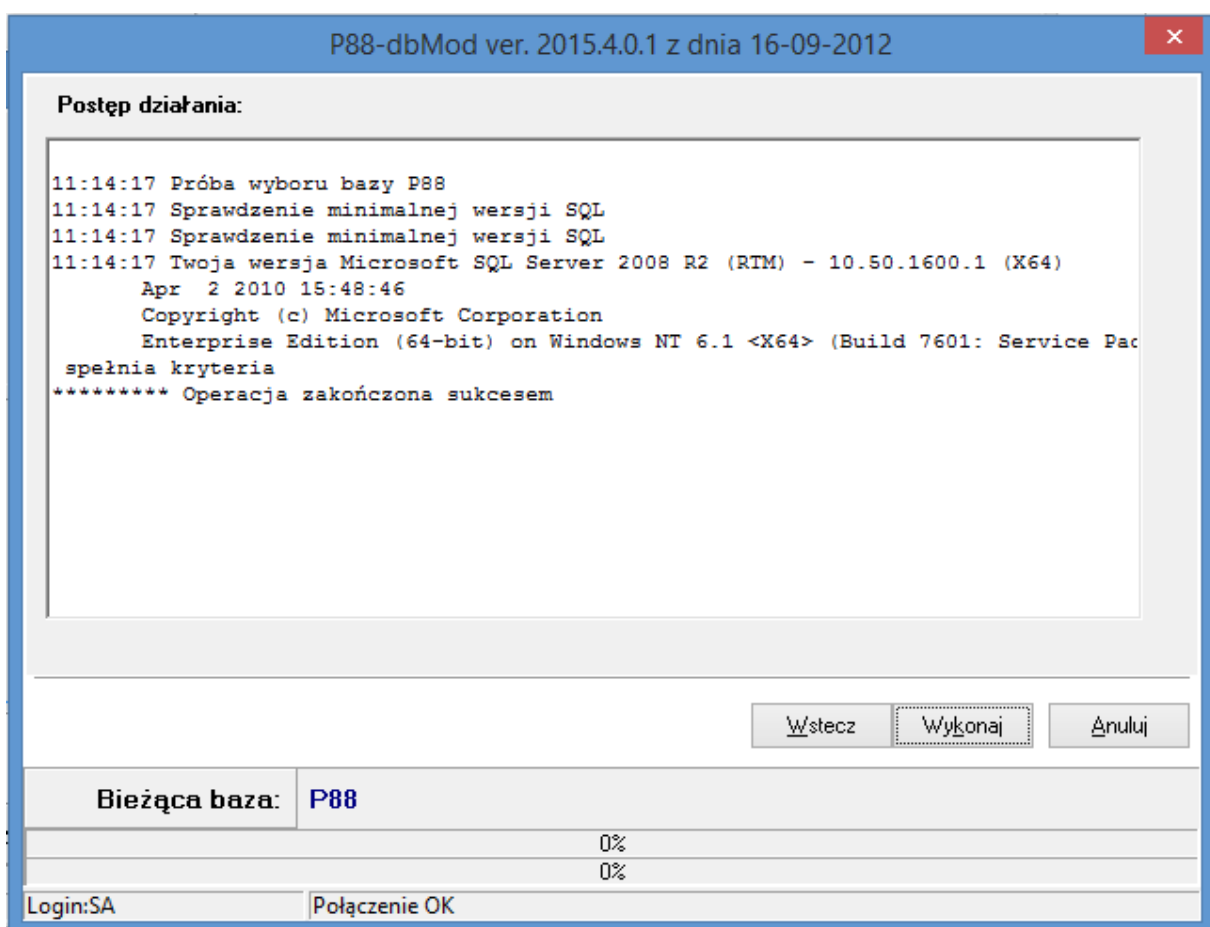 P88-dbMod ver. 2015.4.0.1 z dnia 16-09-2012
Postęp działania:
11:14:17 Próba wyboru bazy P88
11:14:17 Sprawdzenie minimalnej wersji SQL
11:14:17 Sprawdzenie minimalnej wersji SQL
11:14:17 Twoja wersja Microsoft SQL Server 2008 R2 (RTM) - 10.50.1600.1 (X64)
Apr 2 2010 15:48:46
Copyright (c) Microsoft Corporation
Enterprise Edition (64-bit) on Windows NT 6.1 <X64> (Build 7601: Service Pac
spełnia kryteria
********* Operacja zakończona sukcesem
Wstecz Wykonaj Anuluj
Bieżąca baza: P88
0%
0%
Login:SA Połączenie OK